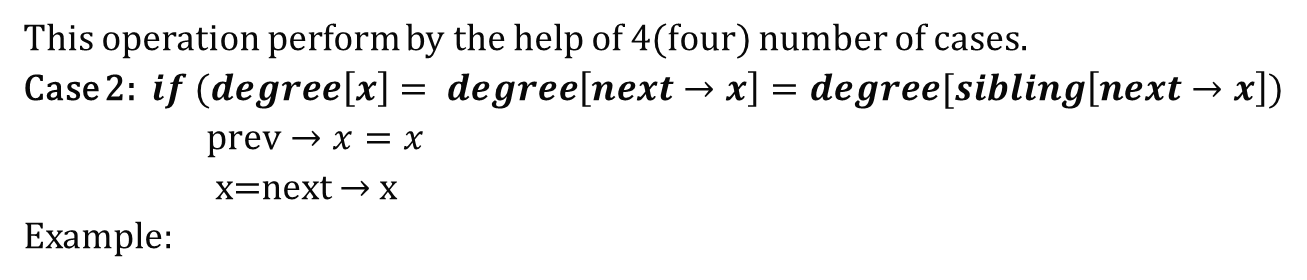 This operation perform by the help of 4(four) number of cases.
Case 2: if (degree[x] = degree[next → x] = degree[sibling[next → x])
prev → x = x
x=next → x
Example: